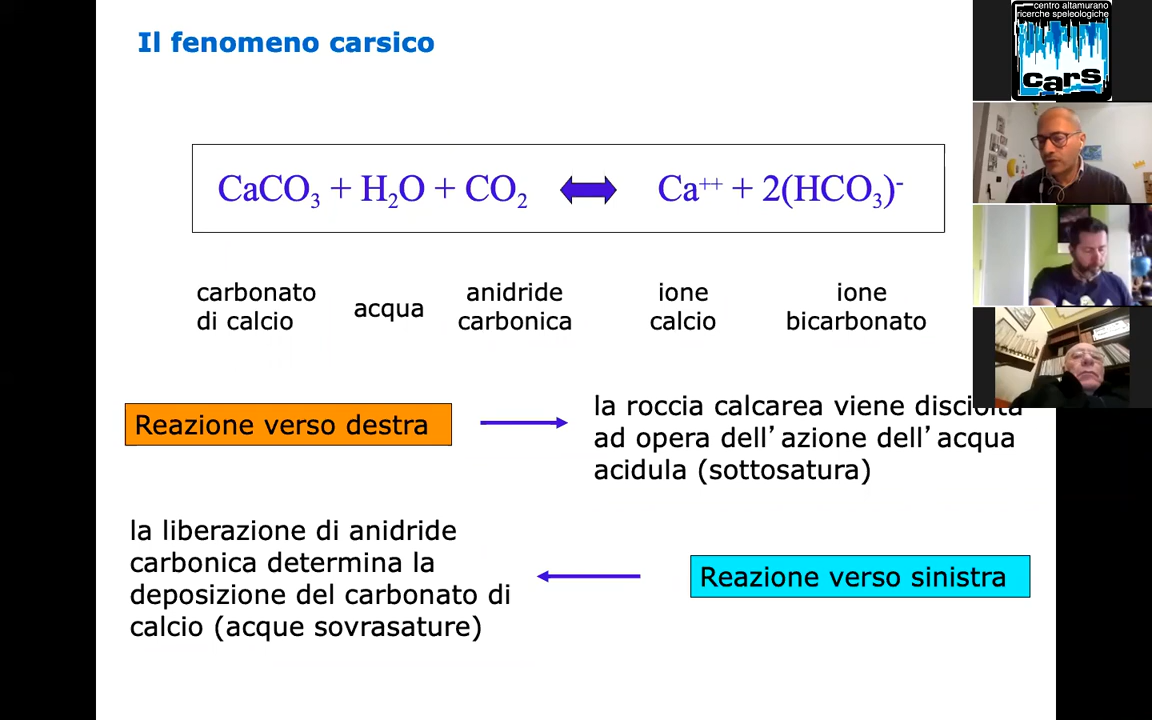 Il fenomeno carsico
centro altamurano
ricerche speleologiche
cars
CaCO₃ + H₂O + CO₂ ⟺ Ca⁺⁺ + 2(HCO₃)⁻
carbonato
di calcio
acqua
anidride
carbonica
ione
calcio
ione
bicarbonato
Reazione verso destra
la roccia calcarea viene disciolta
ad opera dell’azione dell’acqua
acidula (sottosatura)
la liberazione di anidride
carbonica determina la
deposizione del carbonato di
calcio (acque sovrasature)
Reazione verso sinistra